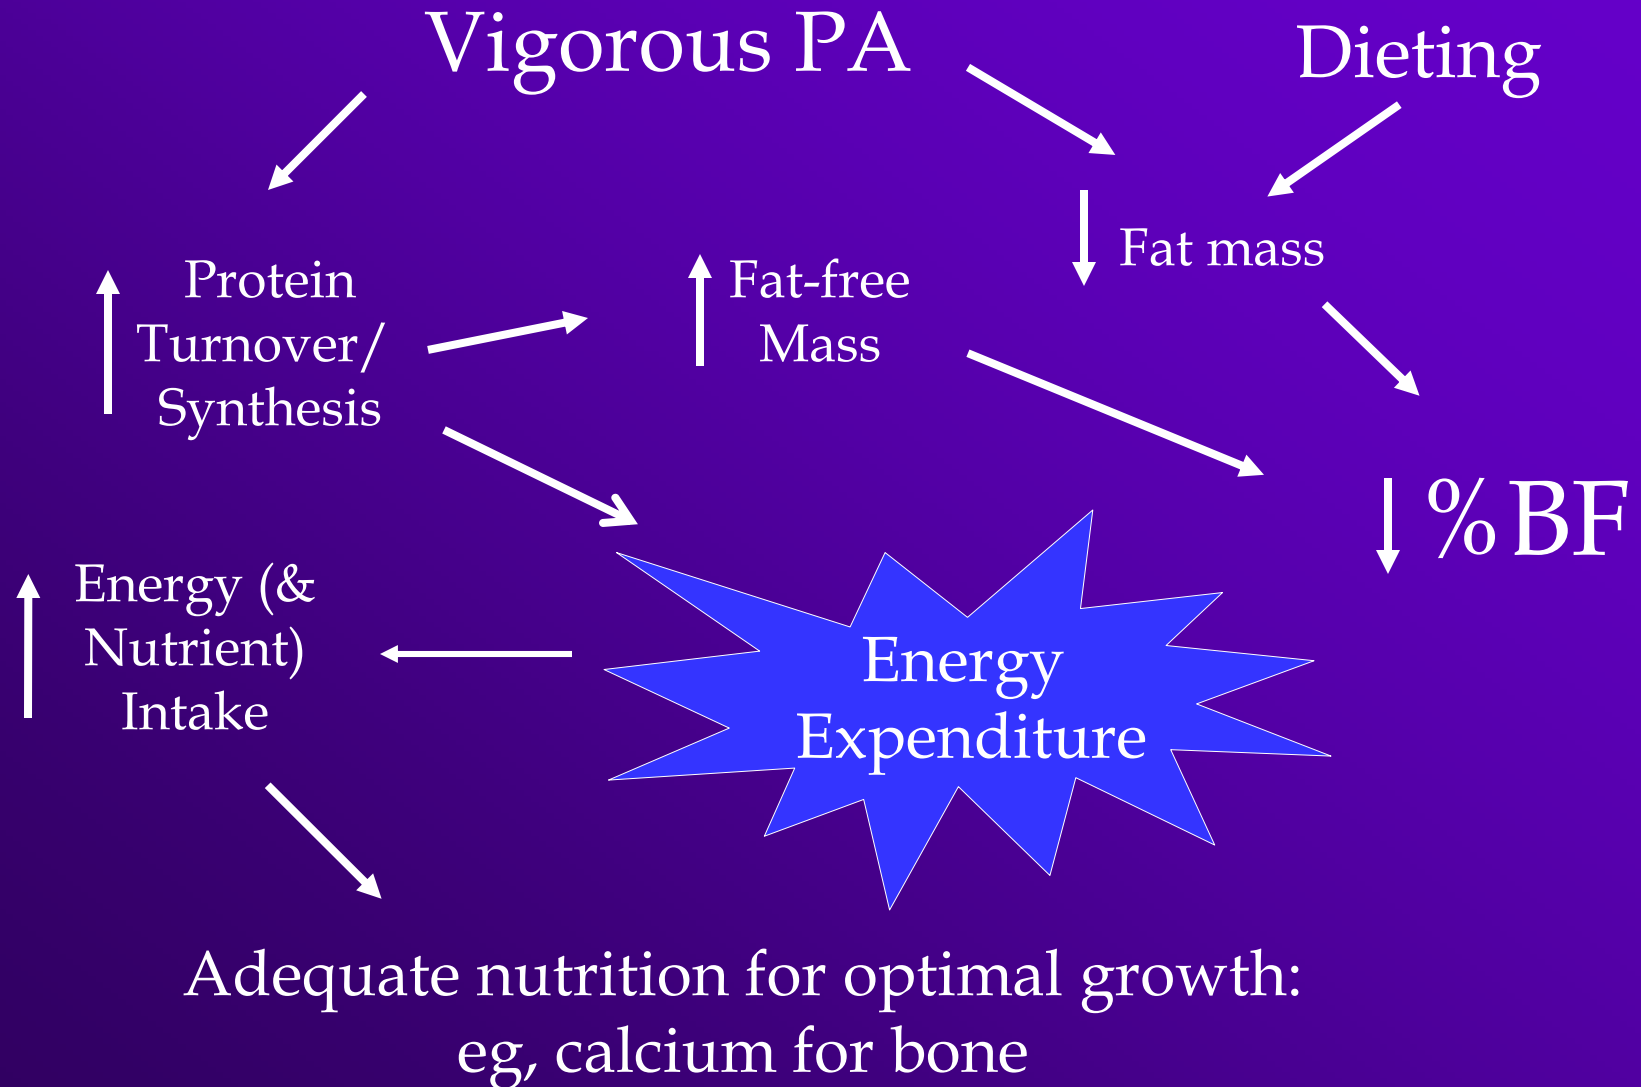 Vigorous PA
Dieting
Fat mass
Protein
Turnover/
Synthesis
Fat-free
Mass
%BF
Energy (&
Nutrient)
Intake
Energy
Expenditure
Adequate nutrition for optimal growth:
eg, calcium for bone